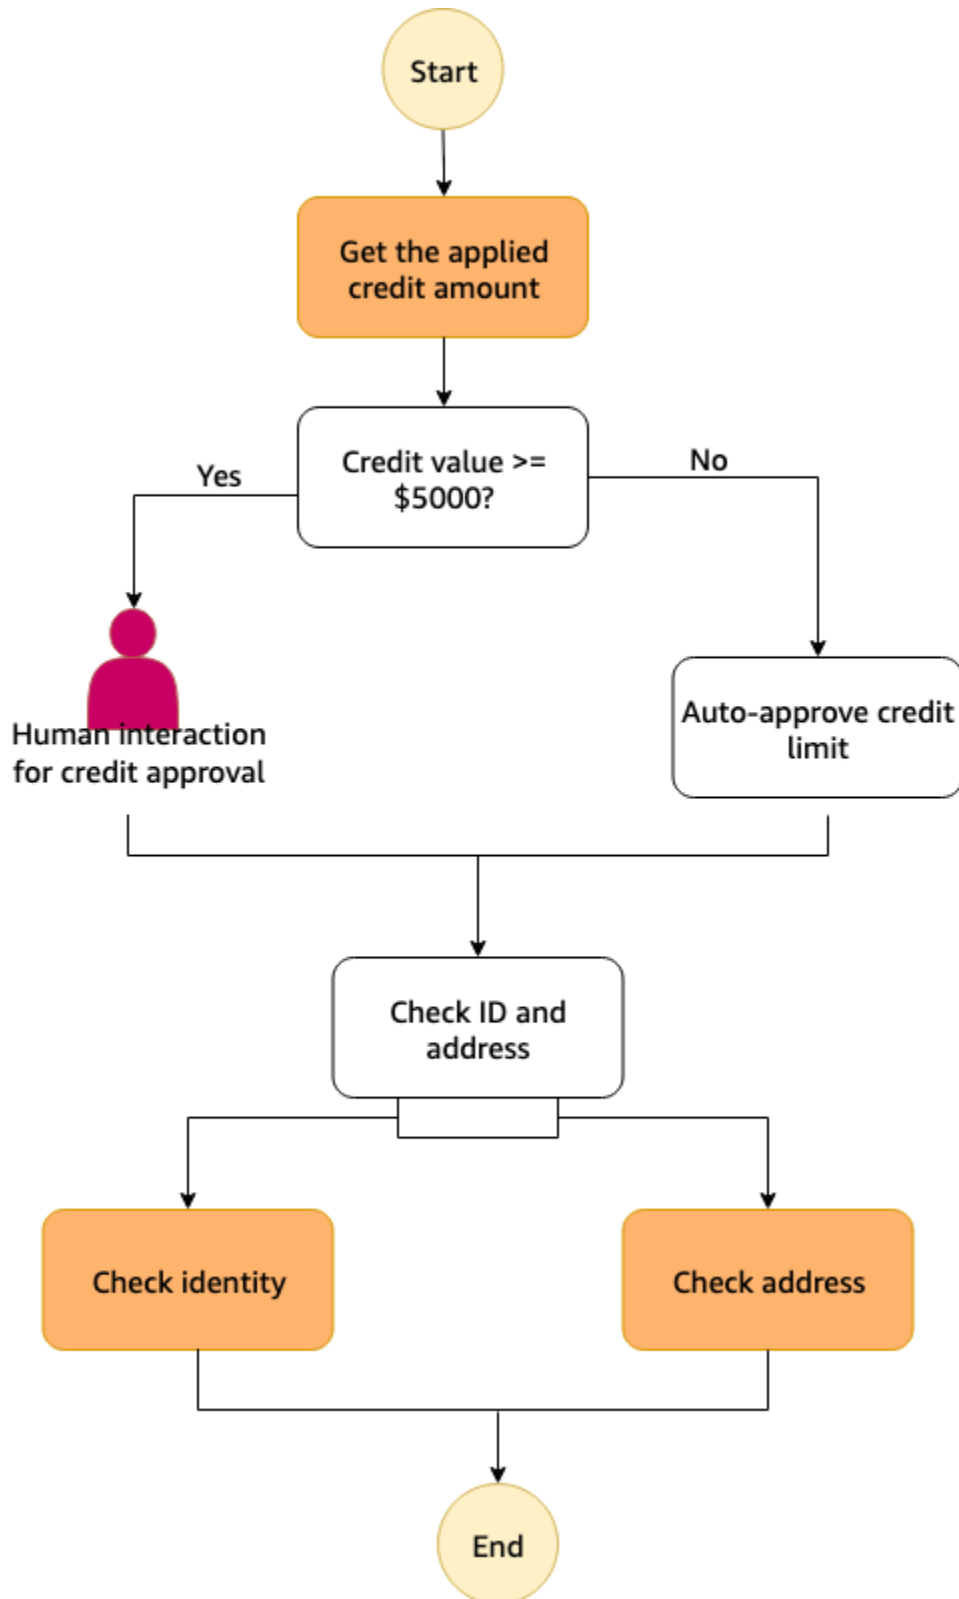 Start
Get the applied
credit amount
Credit value >=
$5000?
Yes
No
Human interaction
for credit approval
Auto-approve credit
limit
Check ID and
address
Check identity
Check address
End